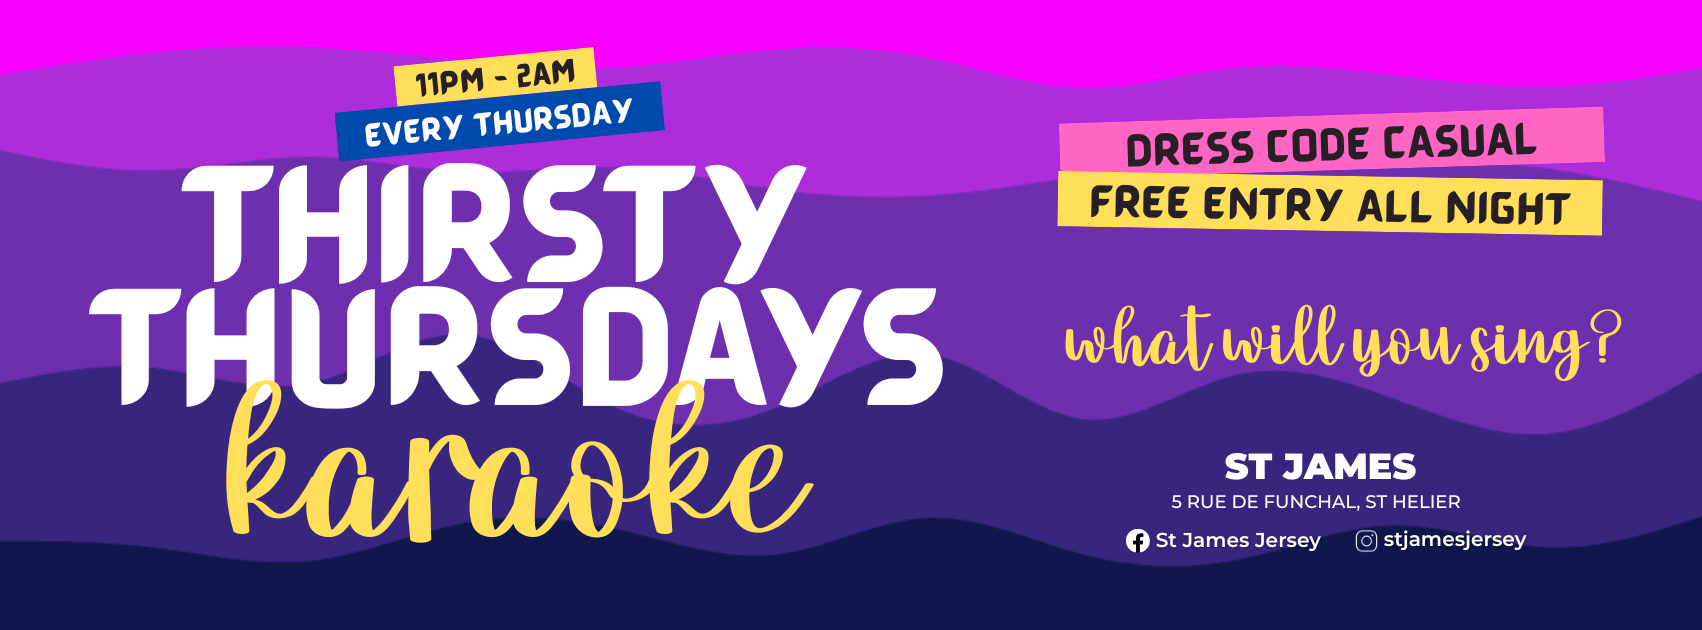 11PM - 2AM
EVERY THURSDAY
THIRSTY
THURSDAYS
karaoke
DRESS CODE CASUAL
FREE ENTRY ALL NIGHT
what will you sing?
ST JAMES
5 RUE DE FUNCHAL, ST HELIER
St James Jersey
stjamesjersey